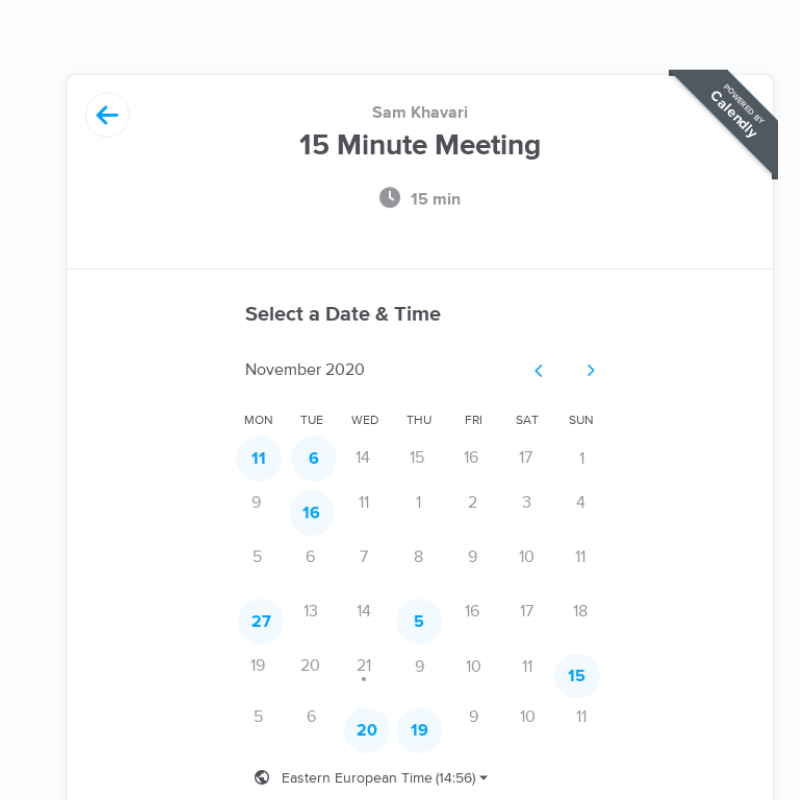 POWERED BY
Calendly
Sam Khavari
15 Minute Meeting
15 min
Select a Date & Time
November 2020
MON TUE WED THU FRI SAT SUN
11 6 14 15 16 17 1
9 16 11 1 2 3 4
5 6 7 8 9 10 11
27 13 14 5 16 17 18
19 20 21 9 10 11 15
5 6 20 19 9 10 11
Eastern European Time (14:56)